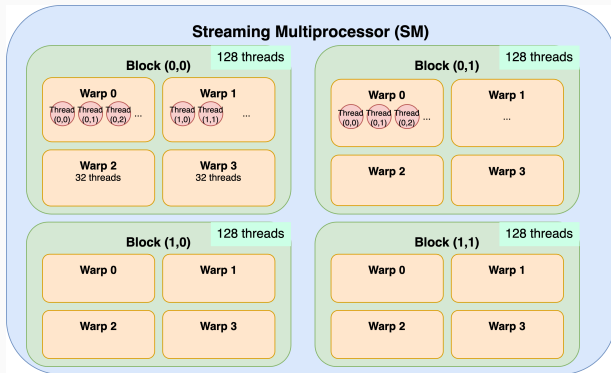 Streaming Multiprocessor (SM)
128 threads
Block (0,0)
Warp 0
Thread (0,0)
Thread (0,1)
Thread (0,2)
...
Warp 1
Thread (1,0)
Thread (1,1)
...
Warp 2
32 threads
Warp 3
32 threads
128 threads
Block (0,1)
Warp 0
Thread (0,0)
Thread (0,1)
Thread (0,2)
...
Warp 1
...
Warp 2
Warp 3
128 threads
Block (1,0)
Warp 0
Warp 1
Warp 2
Warp 3
128 threads
Block (1,1)
Warp 0
Warp 1
Warp 2
Warp 3